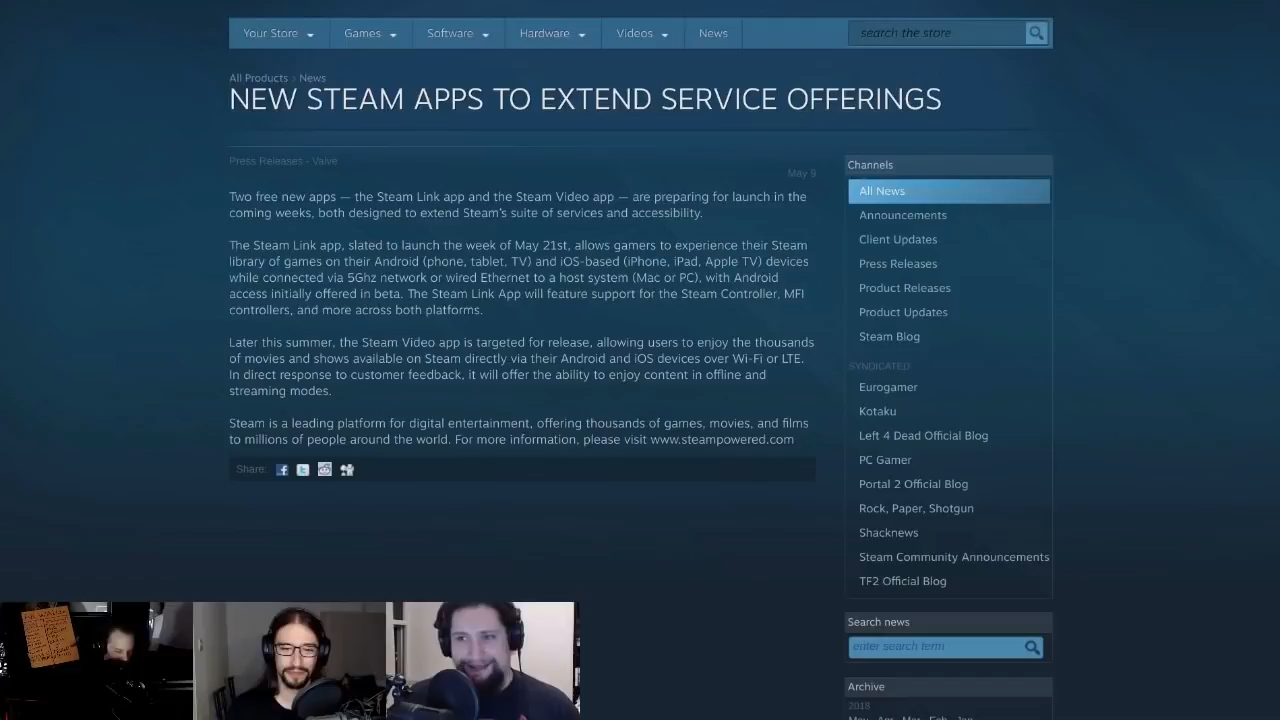 Your Store
Games
Software
Hardware
Videos
News
search the store
All Products › News
NEW STEAM APPS TO EXTEND SERVICE OFFERINGS
Press Releases - Valve
May 9
Two free new apps — the Steam Link app and the Steam Video app — are preparing for launch in the
coming weeks, both designed to extend Steam's suite of services and accessibility.
The Steam Link app, slated to launch the week of May 21st, allows gamers to experience their Steam
library of games on their Android (phone, tablet, TV) and iOS-based (iPhone, iPad, Apple TV) devices
while connected via 5Ghz network or wired Ethernet to a host system (Mac or PC), with Android
access initially offered in beta. The Steam Link App will feature support for the Steam Controller, MFI
controllers, and more across both platforms.
Later this summer, the Steam Video app is targeted for release, allowing users to enjoy the thousands
of movies and shows available on Steam directly via their Android and iOS devices over Wi-Fi or LTE.
In direct response to customer feedback, it will offer the ability to enjoy content in offline and
streaming modes.
Steam is a leading platform for digital entertainment, offering thousands of games, movies, and films
to millions of people around the world. For more information, please visit www.steampowered.com
Share:
Channels
All News
Announcements
Client Updates
Press Releases
Product Releases
Product Updates
Steam Blog
SYNDICATED
Eurogamer
Kotaku
Left 4 Dead Official Blog
PC Gamer
Portal 2 Official Blog
Rock, Paper, Shotgun
Shacknews
Steam Community Announcements
TF2 Official Blog
Search news
enter search term
Archive
2018
May Apr Mar Feb Jan